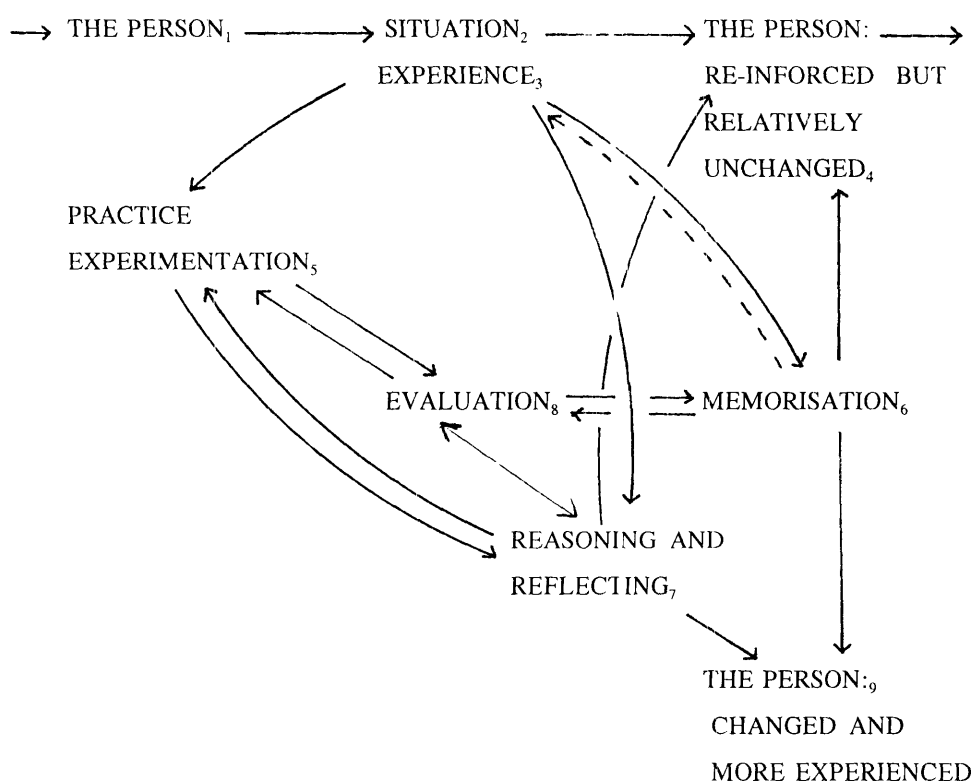 THE PERSON₁
SITUATION₂
EXPERIENCE₃
THE PERSON:
RE-INFORCED BUT
RELATIVELY
UNCHANGED₄
PRACTICE
EXPERIMENTATION₅
EVALUATION₈
MEMORISATION₆
REASONING AND
REFLECTING₇
THE PERSON:₉
CHANGED AND
MORE EXPERIENCED